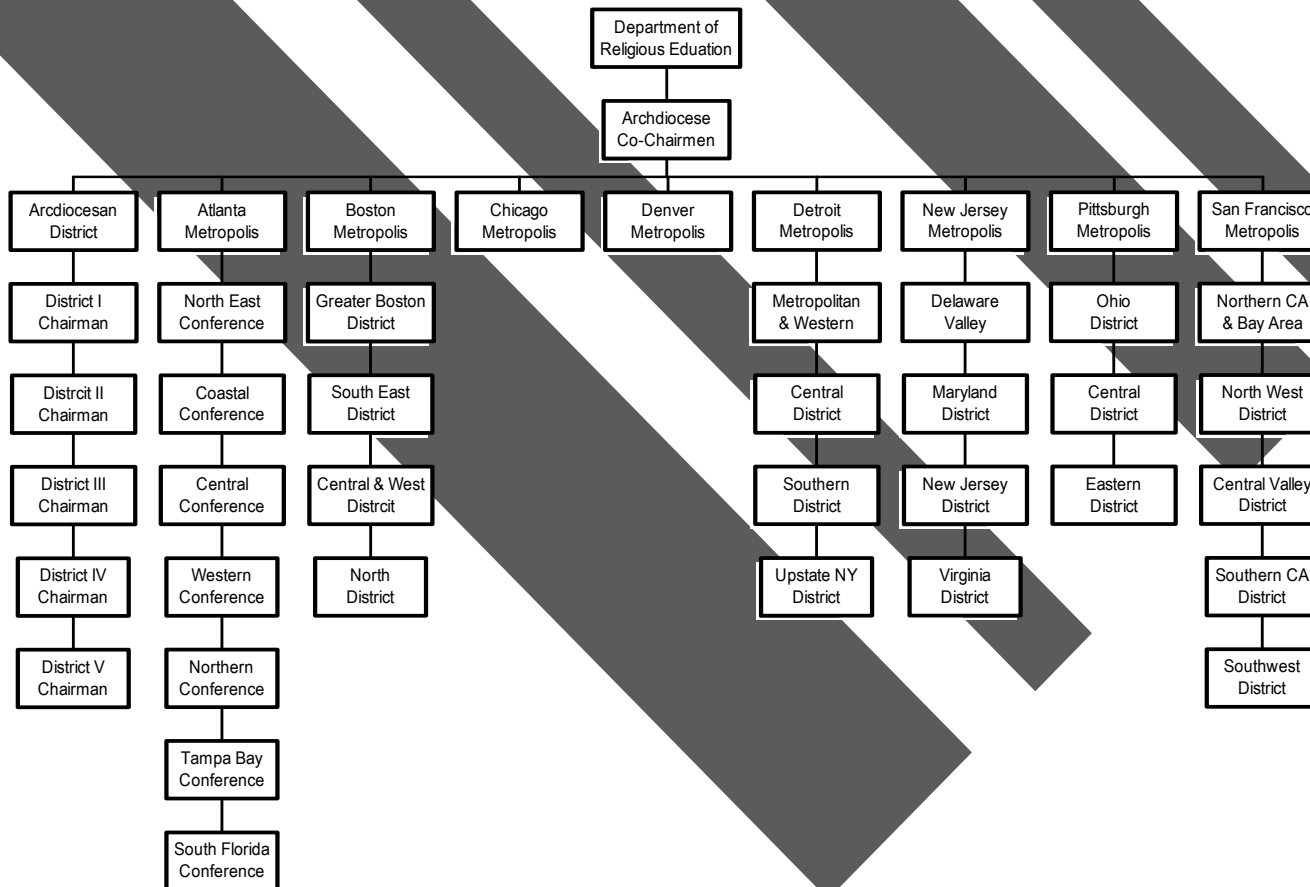 Department of
Religious Eduation
Archdiocese
Co-Chairmen
Arcdiocesan
District
Atlanta
Metropolis
Boston
Metropolis
Chicago
Metropolis
Denver
Metropolis
Detroit
Metropolis
New Jersey
Metropolis
Pittsburgh
Metropolis
San Francisco
Metropolis
District I
Chairman
North East
Conference
Greater Boston
District
Metropolitan
& Western
Delaware
Valley
Ohio
District
Northern CA
& Bay Area
Distrcit II
Chairman
Coastal
Conference
South East
District
Central
District
Maryland
District
Central
District
North West
District
District III
Chairman
Central
Conference
Central & West
Distrcit
Southern
District
New Jersey
District
Eastern
District
Central Valley
District
District IV
Chairman
Western
Conference
North
District
Upstate NY
District
Virginia
District
Southern CA
District
District V
Chairman
Northern
Conference
Southwest
District
Tampa Bay
Conference
South Florida
Conference